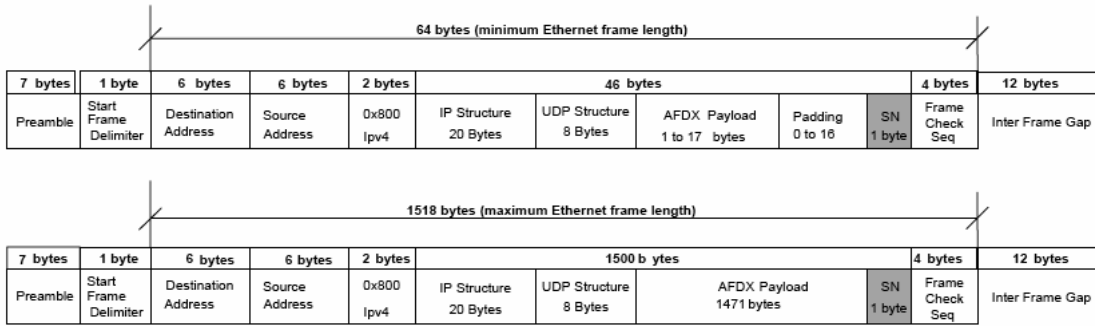 64 bytes (minimum Ethernet frame length)
7 bytes 1 byte 6 bytes 6 bytes 2 bytes 46 bytes 4 bytes 12 bytes
Preamble
Start
Frame
Delimiter
Destination
Address
Source
Address
0x800
Ipv4
IP Structure
20 Bytes
UDP Structure
8 Bytes
AFDX Payload
1 to 17 bytes
Padding
0 to 16
SN
1 byte
Frame
Check
Seq
Inter Frame Gap
1518 bytes (maximum Ethernet frame length)
7 bytes 1 byte 6 bytes 6 bytes 2 bytes 1500 b ytes 4 bytes 12 bytes
Preamble
Start
Frame
Delimiter
Destination
Address
Source
Address
0x800
Ipv4
IP Structure
20 Bytes
UDP Structure
8 Bytes
AFDX Payload
1471 bytes
SN
1 byte
Frame
Check
Seq
Inter Frame Gap